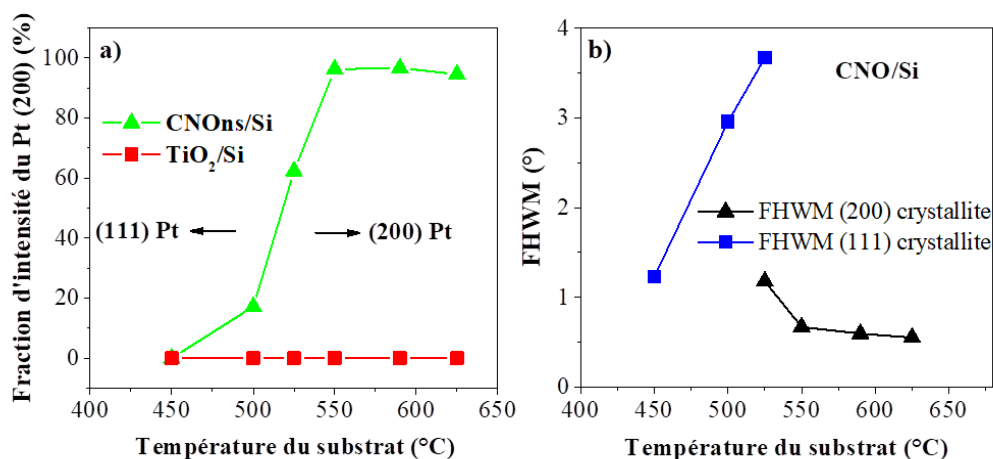 a)
Fraction d'intensité du Pt (200) (%)
100
80
60
40
20
0
CNOns/Si
TiO2/Si
(111) Pt
(200) Pt
400 450 500 550 600 650
Température du substrat (°C)
b)
CNO/Si
FHWM (°)
4
3
2
1
0
FHWM (200) crystallite
FHWM (111) crystallite
400 450 500 550 600 650
Température du substrat (°C)